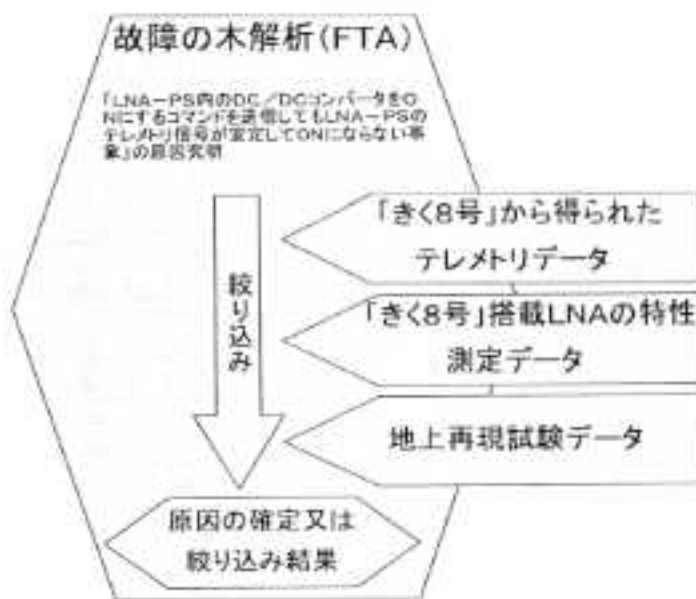 故障の木解析(FTA)
「LNA-PS内のDC/DCコンバータをO
Nにするコマンドを送信してもLNA-PSの
テレメトリ信号が安定してONにならない事
象」の原因究明
絞り込み
「きく8号」から得られた
テレメトリデータ
「きく8号」搭載LNAの特性
測定データ
地上再現試験データ
原因の確定又は
絞り込み結果